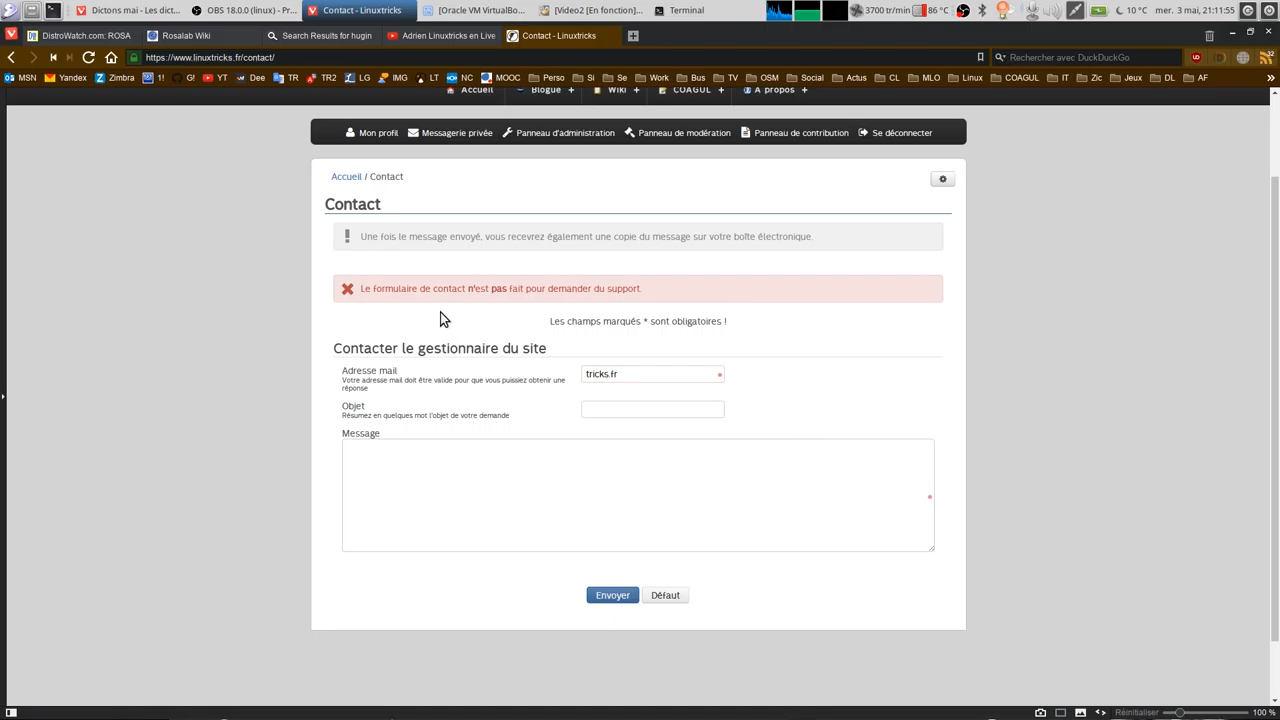 Dictons mai - Les dict... OBS 18.0.0 (linux) - Pr... Contact - Linuxtricks [Oracle VM VirtualBo... [Video2 [En fonction]... Terminal 3700 tr/min 86 °C 10 °C mer. 3 mai, 21:11:55
DistroWatch.com: ROSA Rosalab Wiki Search Results for hugin Adrien Linuxtricks en Live Contact - Linuxtricks
https://www.linuxtricks.fr/contact/ Rechercher avec DuckDuckGo 32
MSN Yandex Zimbra 1! G! YT Dee TR TR2 LG IMG LT NC MOOC Perso Si Se Work Bus TV OSM Social Actus CL MLO Linux COAGUL IT Zic Jeux DL AF »
Accueil Blogue + Wiki + COAGUL + A propos +
Mon profil Messagerie privée Panneau d'administration Panneau de modération Panneau de contribution Se déconnecter
Accueil / Contact
Contact
Une fois le message envoyé, vous recevrez également une copie du message sur votre boîte électronique.
Le formulaire de contact n'est pas fait pour demander du support.
Les champs marqués * sont obligatoires !
Contacter le gestionnaire du site
Adresse mail
Votre adresse mail doit être valide pour que vous puissiez obtenir une
réponse
tricks.fr *
Objet
Résumez en quelques mot l'objet de votre demande
Message
*
Envoyer Défaut
Réinitialiser 100 %